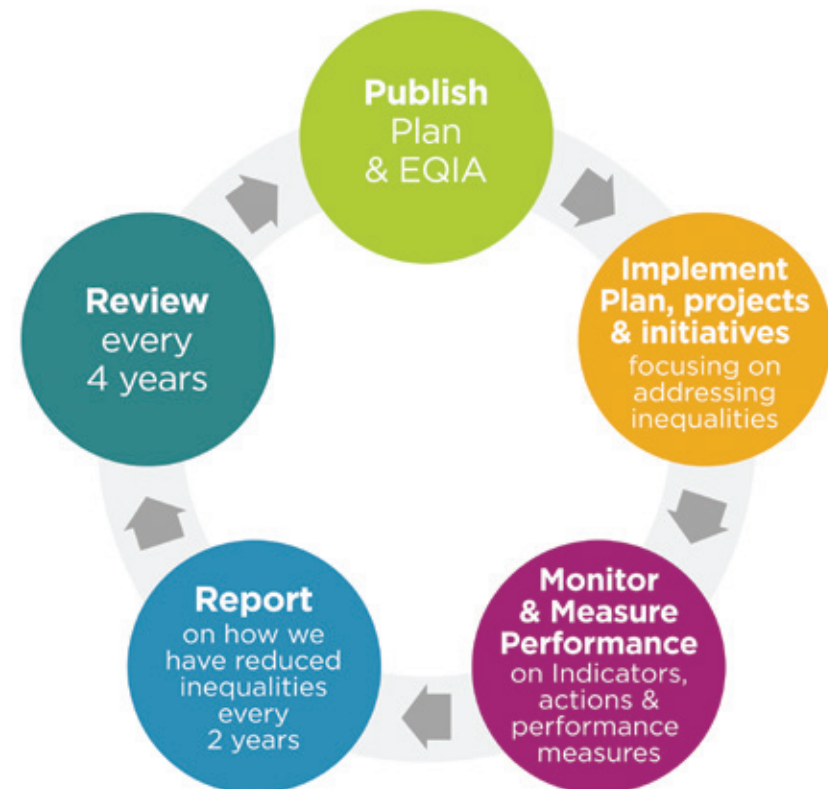 Publish
Plan
& EQIA
Implement
Plan, projects
& initiatives
focusing on
addressing
inequalities
Monitor
& Measure
Performance
on Indicators,
actions &
performance
measures
Report
on how we
have reduced
inequalities
every
2 years
Review
every
4 years